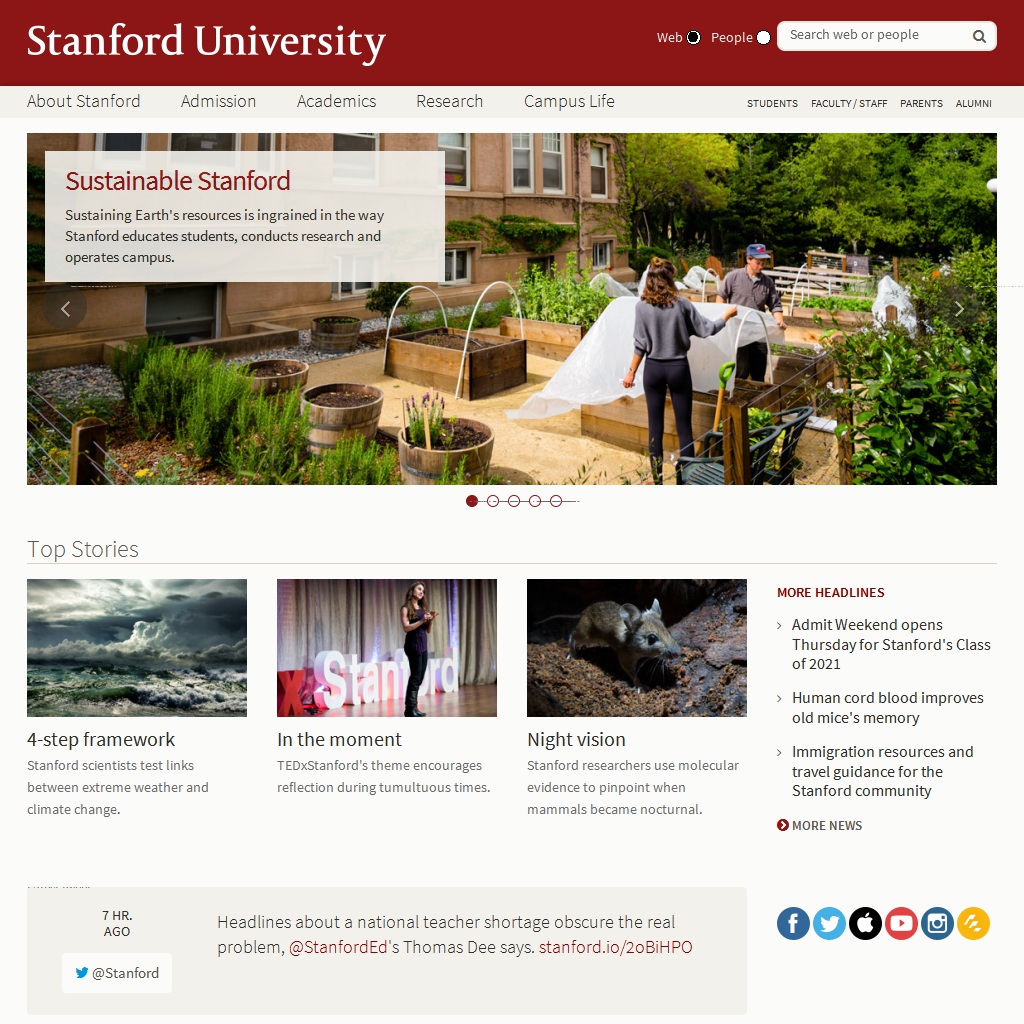 Stanford University
Web People Search web or people
About Stanford Admission Academics Research Campus Life STUDENTS FACULTY / STAFF PARENTS ALUMNI
Sustainable Stanford
Sustaining Earth's resources is ingrained in the way
Stanford educates students, conducts research and
operates campus.
Top Stories
x Stanford
4-step framework
Stanford scientists test links
between extreme weather and
climate change.
In the moment
TEDxStanford's theme encourages
reflection during tumultuous times.
Night vision
Stanford researchers use molecular
evidence to pinpoint when
mammals became nocturnal.
MORE HEADLINES
Admit Weekend opens
Thursday for Stanford's Class
of 2021
Human cord blood improves
old mice's memory
Immigration resources and
travel guidance for the
Stanford community
MORE NEWS
7 HR.
AGO
@Stanford
Headlines about a national teacher shortage obscure the real
problem, @StanfordEd's Thomas Dee says. stanford.io/2oBiHPO